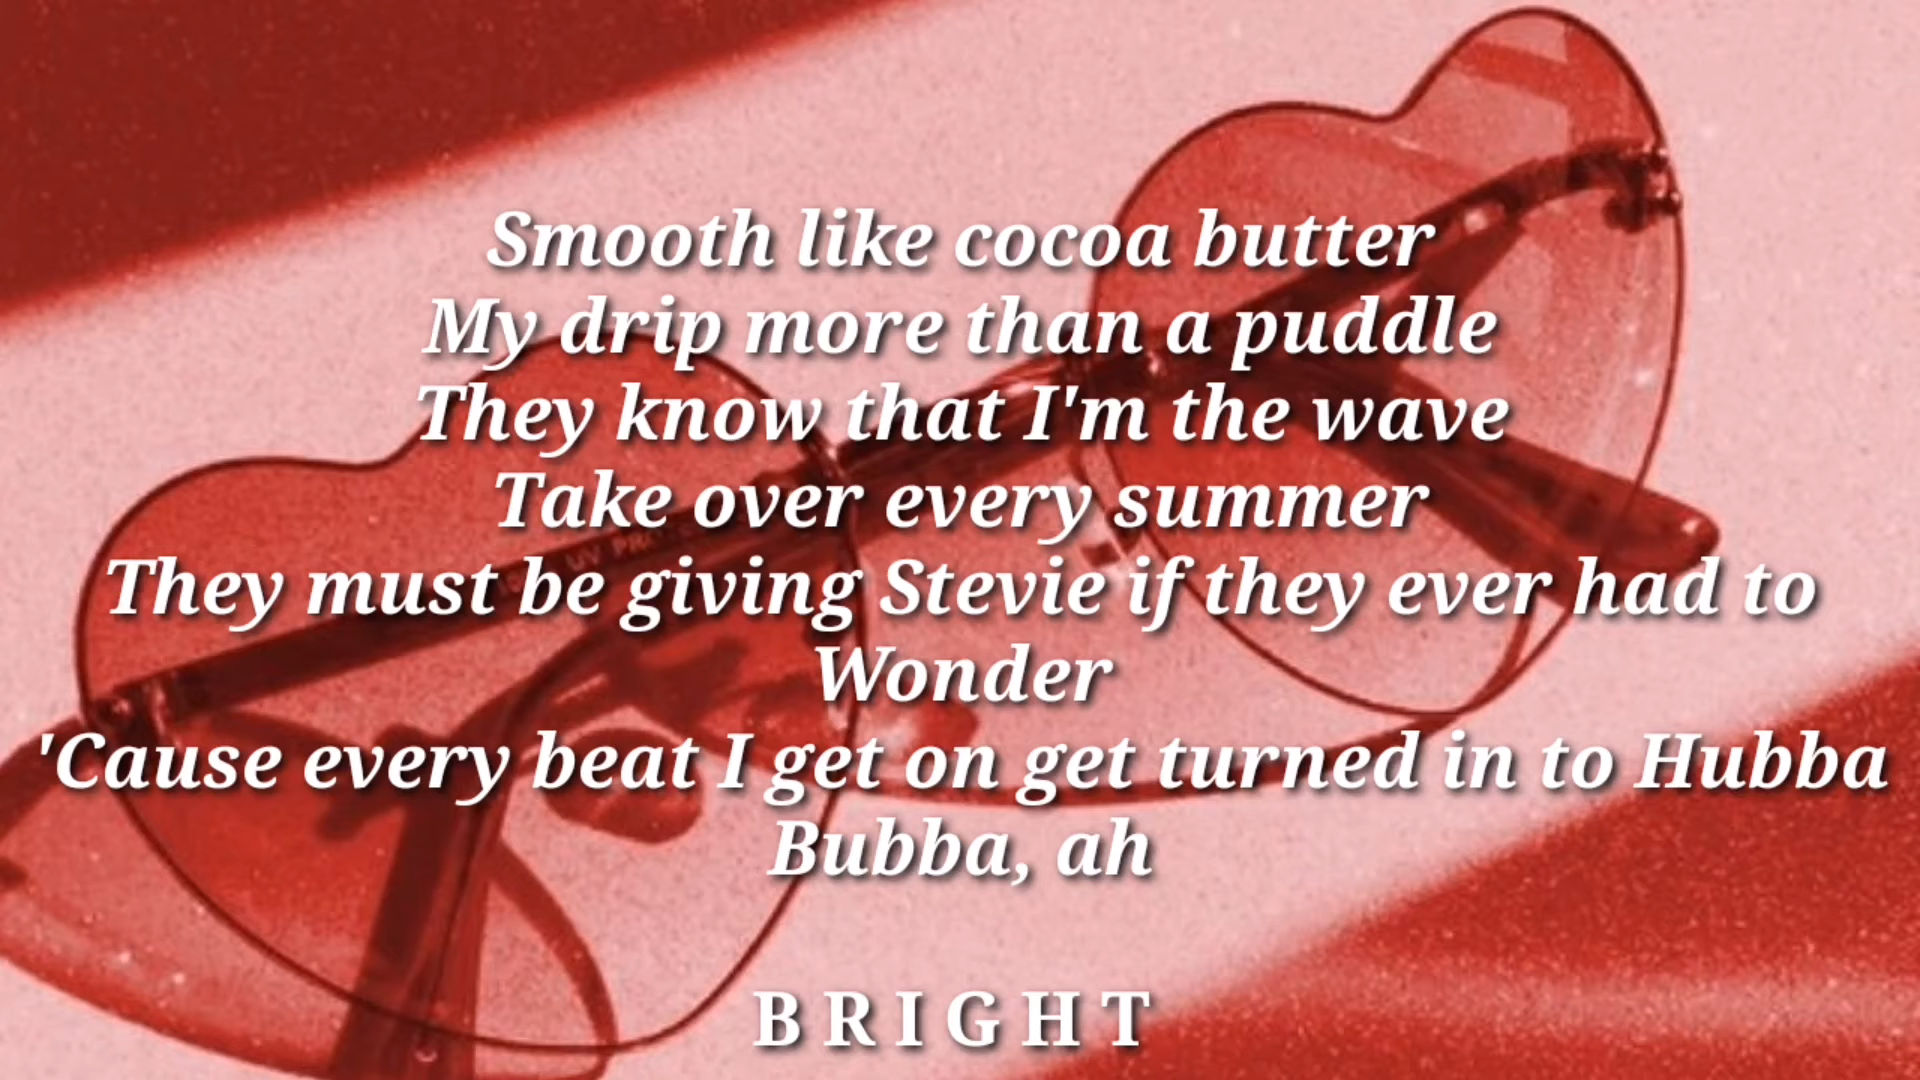 Smooth like cocoa butter
My drip more than a puddle
They know that I'm the wave
Take over every summer
They must be giving Stevie if they ever had to
Wonder
'Cause every beat I get on get turned in to Hubba
Bubba, ah
BRIGHT